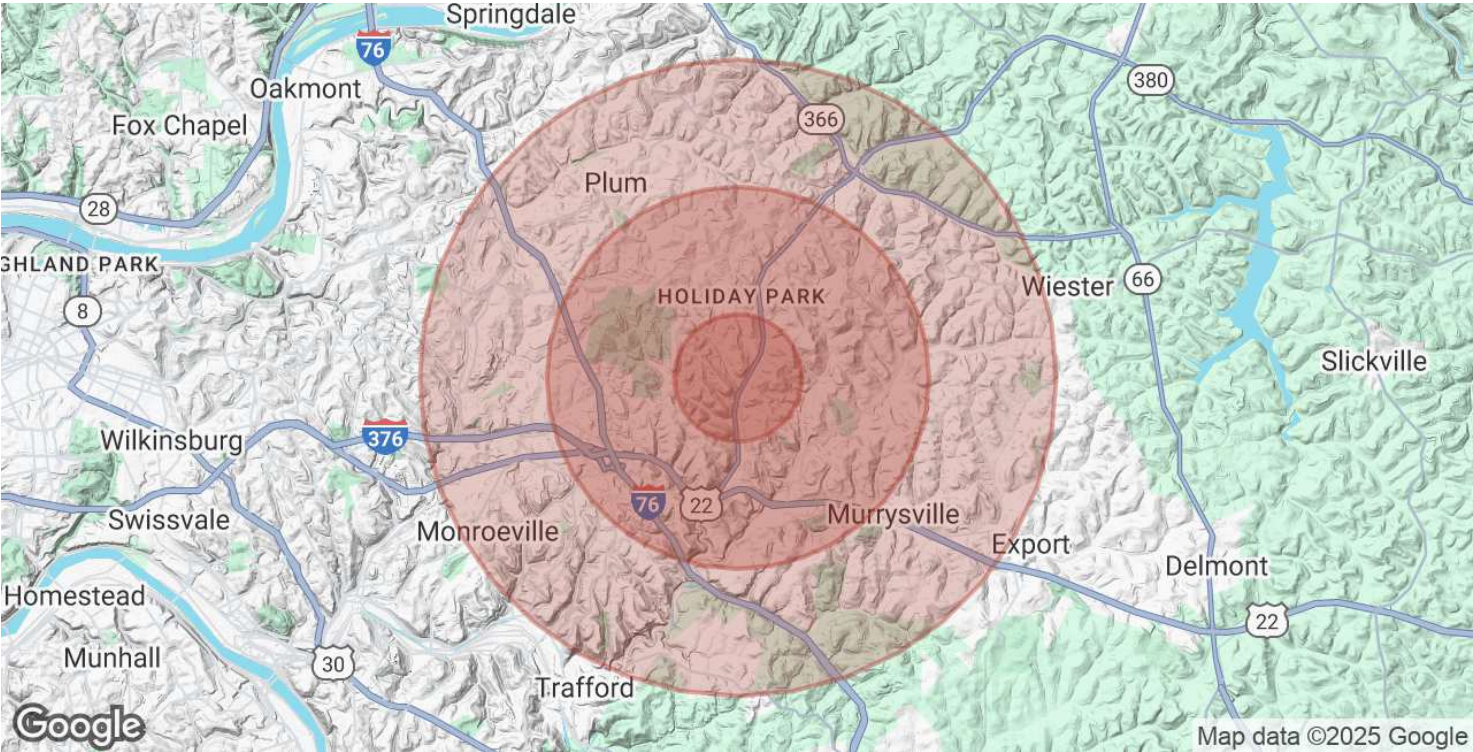 Springdale
76
Oakmont
380
Fox Chapel
366
Plum
28
GHLAND PARK
Wiester
66
HOLIDAY PARK
8
Slickville
Wilkinsburg
376
76
22
Murrysville
Swissvale
Monroeville
Export
Delmont
Homestead
22
Munhall
30
Trafford
Google
Map data ©2025 Google